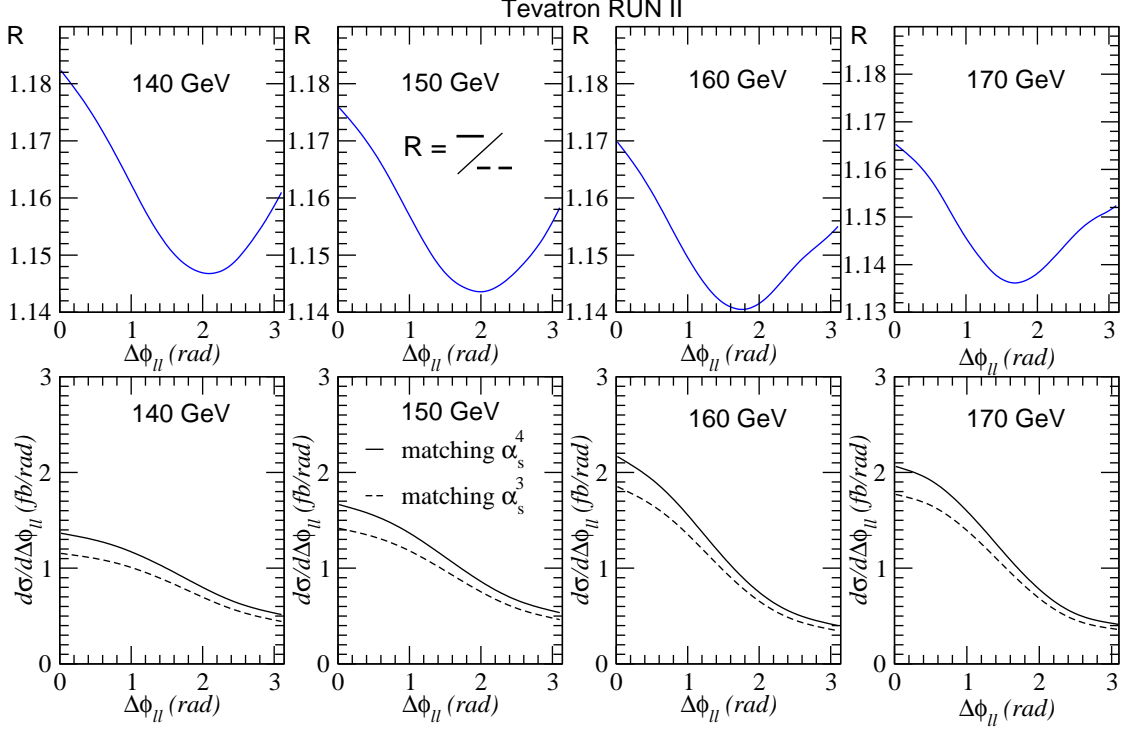 Tevatron RUN II
R R R R
140 GeV 150 GeV 160 GeV 170 GeV
R =
1.18 1.17 1.16 1.15 1.14
1.18 1.17 1.16 1.15 1.14
1.18 1.17 1.16 1.15 1.14
1.18 1.17 1.16 1.15 1.14 1.13
0 1 2 3 0 1 2 3 0 1 2 3 0 1 2 3
Δϕll (rad) Δϕll (rad) Δϕll (rad) Δϕll (rad)
140 GeV 150 GeV 160 GeV 170 GeV
matching αs4
matching αs3
3 2 1 0
3 2 1 0
3 2 1 0
3 2 1 0
dσ/dΔϕll (fb/rad) dσ/dΔϕll (fb/rad) dσ/dΔϕll (fb/rad) dσ/dΔϕll (fb/rad)
0 1 2 3 0 1 2 3 0 1 2 3 0 1 2 3
Δϕll (rad) Δϕll (rad) Δϕll (rad) Δϕll (rad)